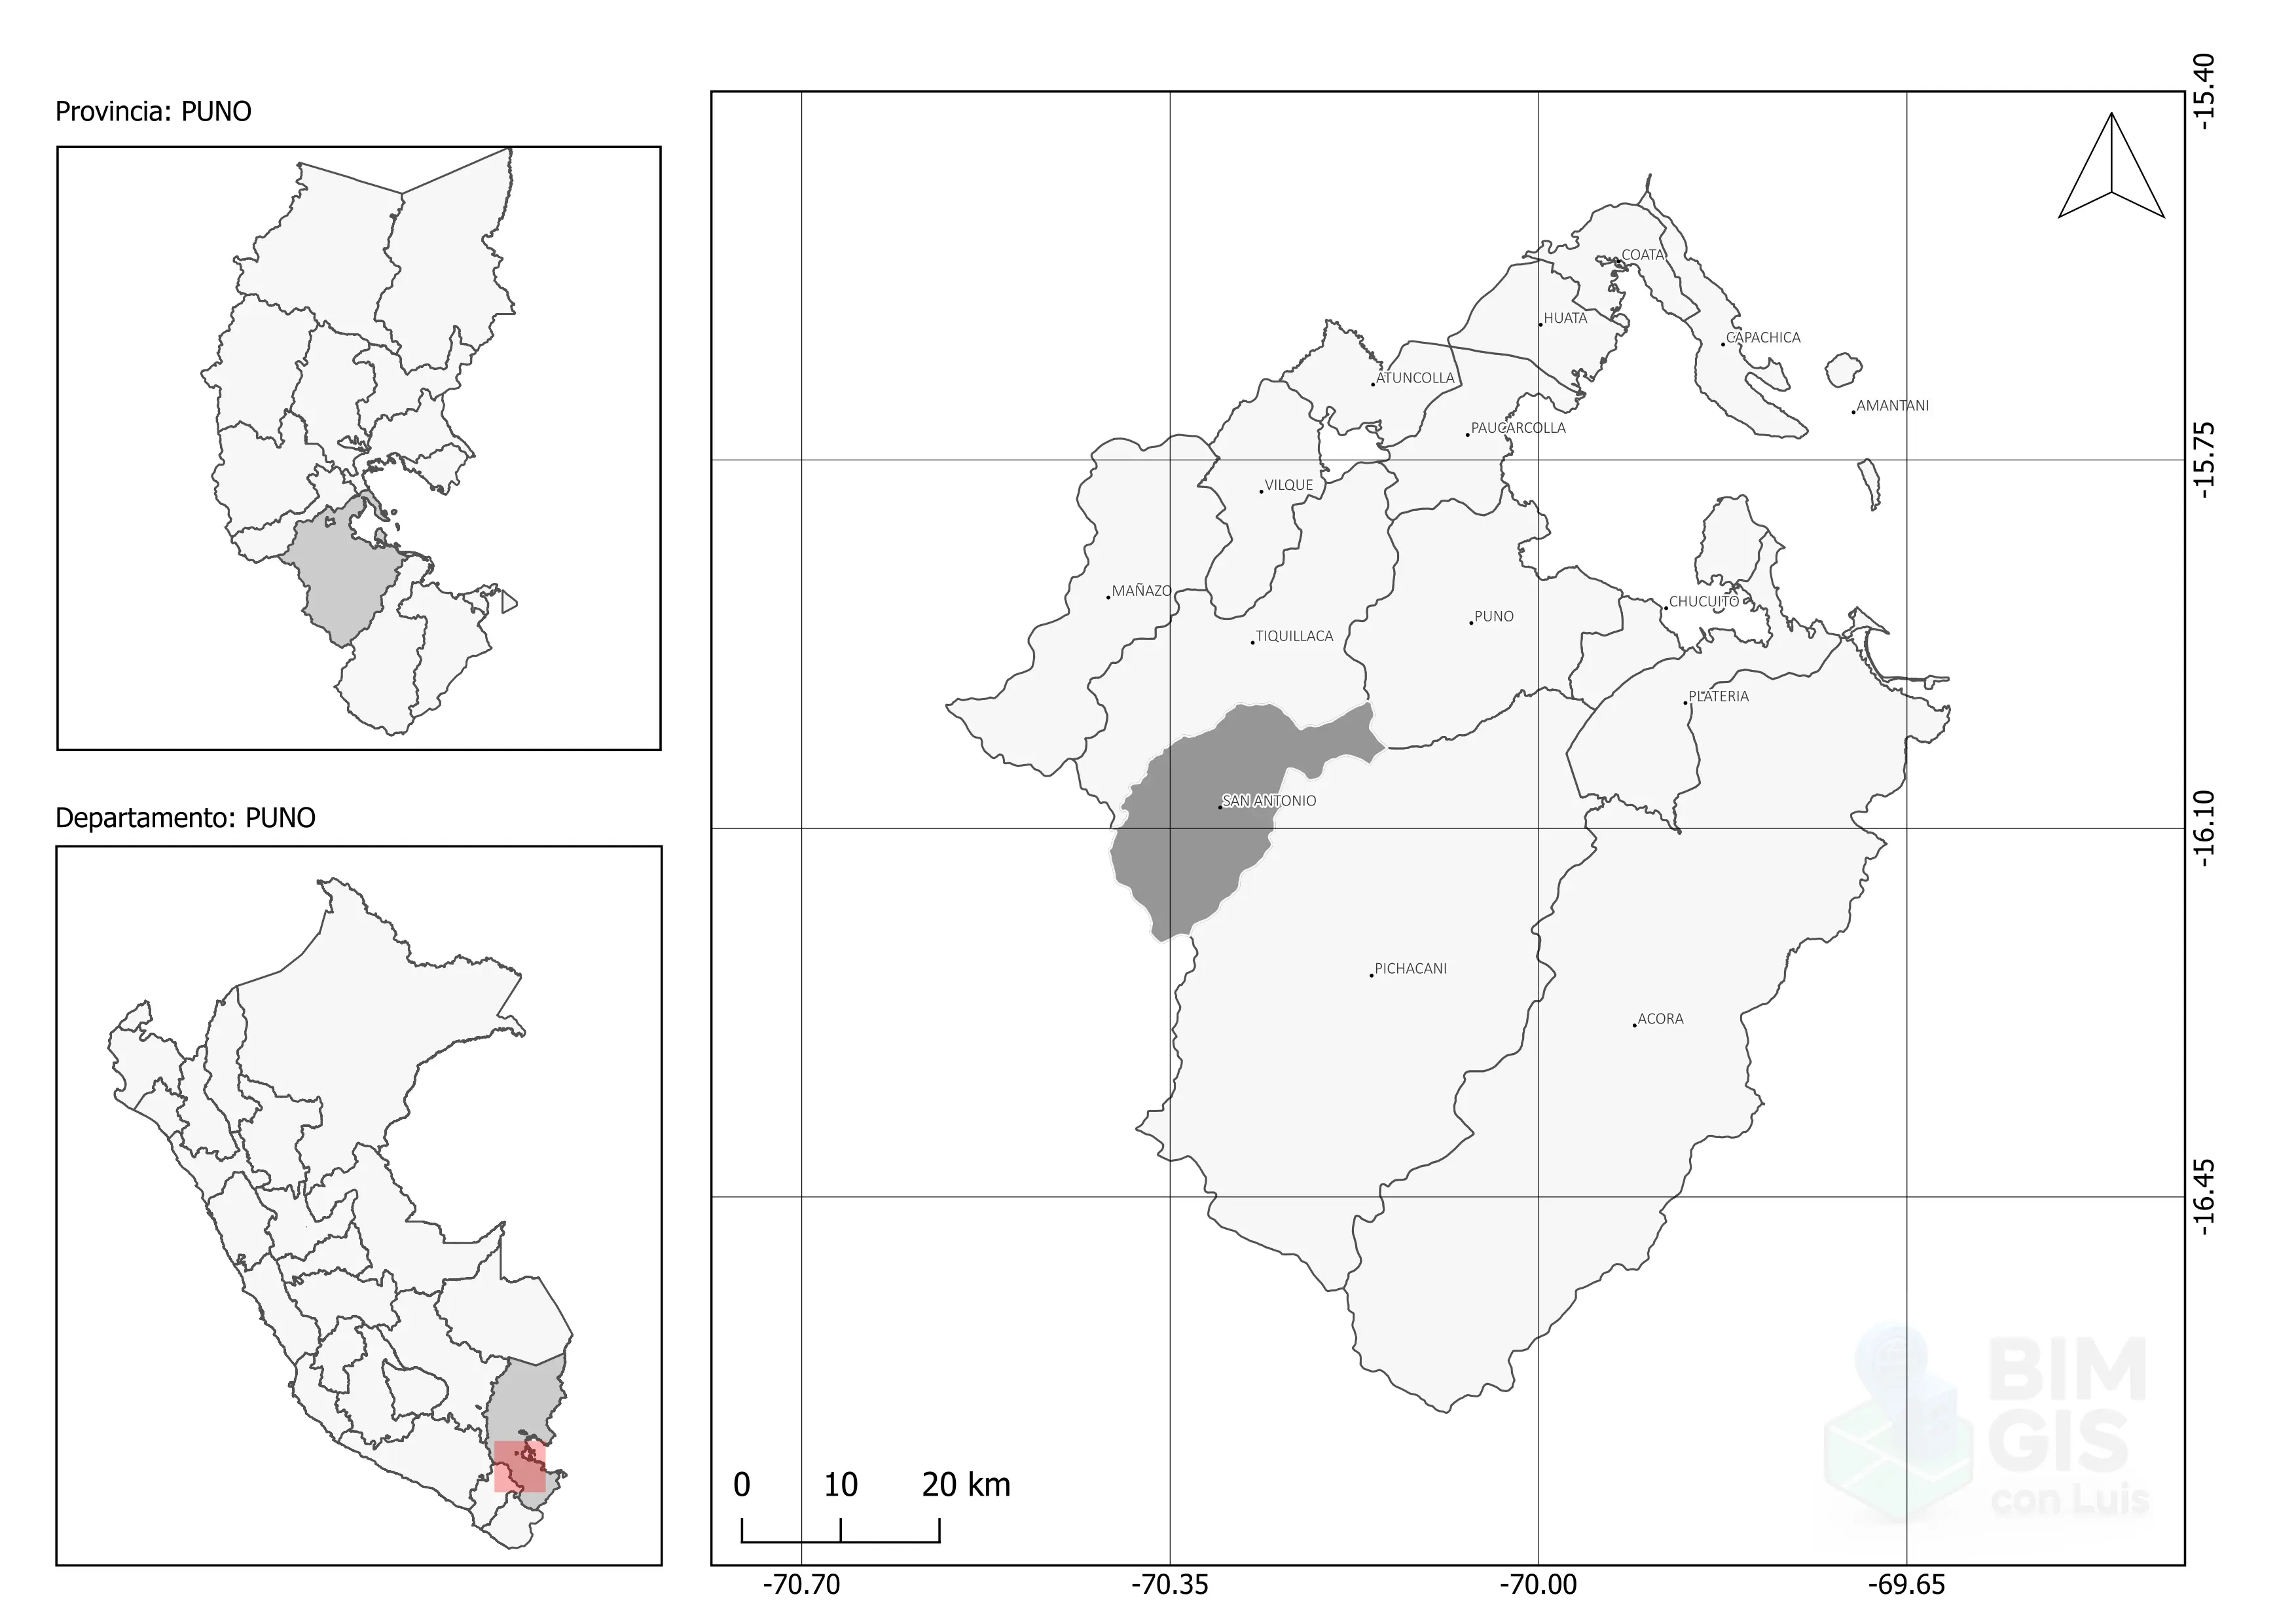 Provincia: PUNO
Departamento: PUNO
COATA
HUATA
CAPACHICA
ATUNCOLLA
AMANTANI
PAUCARCOLLA
VILQUE
MAÑAZO
CHUCUITO
PUNO
TIQUILLACA
PLATERIA
SAN ANTONIO
PICHACANI
ACORA
0 10 20 km
-15.40
-15.75
-16.10
-16.45
-70.70 -70.35 -70.00 -69.65
BIM
GIS
con Luis